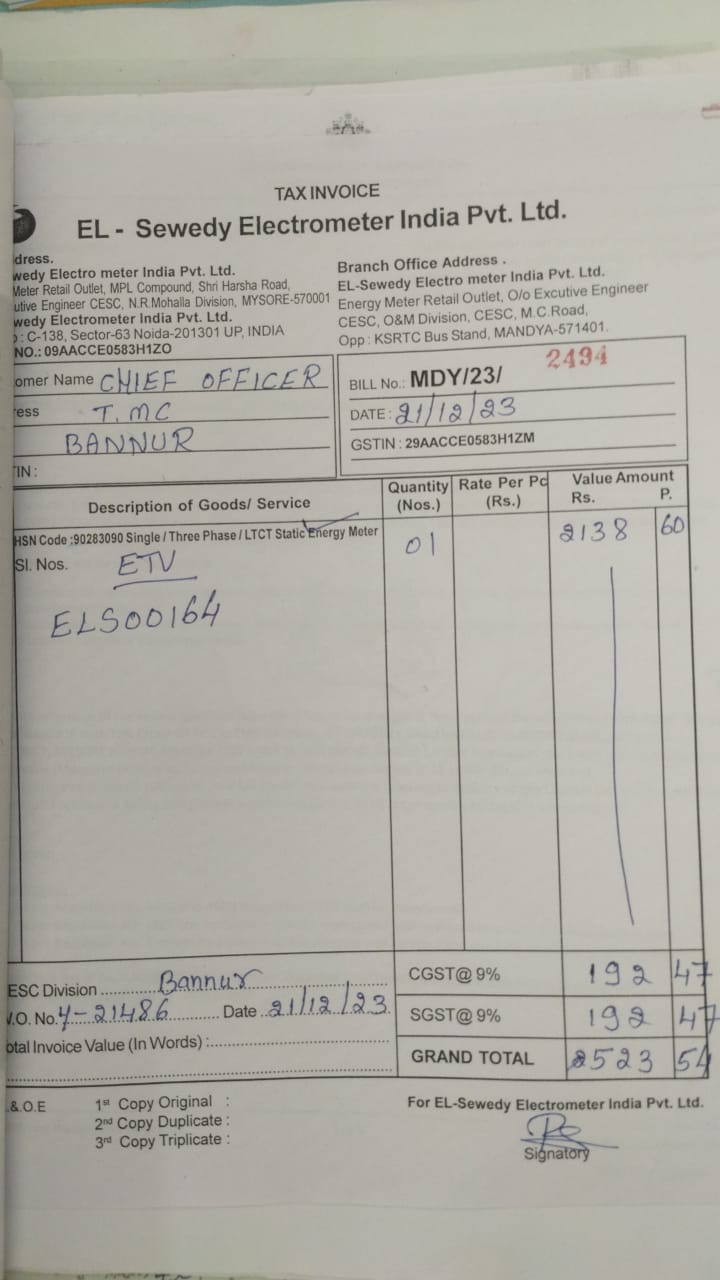 TAX INVOICE
EL - Sewedy Electrometer India Pvt. Ltd.
dress.
wedy Electro meter India Pvt. Ltd.
Meter Retail Outlet, MPL Compound, Shri Harsha Road,
utive Engineer CESC, N.R.Mohalla Division, MYSORE-570001
wedy Electrometer India Pvt. Ltd.
: C-138, Sector-63 Noida-201301 UP, INDIA
NO.: 09AACCE0583H1ZO
Branch Office Address .
EL-Sewedy Electro meter India Pvt. Ltd.
Energy Meter Retail Outlet, O/o Excutive Engineer
CESC, O&M Division, CESC, M.C.Road,
Opp : KSRTC Bus Stand, MANDYA-571401.
omer Name CHIEF OFFICER
ess T.MC
BANNUR
IN :
BILL No.: MDY/23/ 2494
DATE : 21/12/23
GSTIN : 29AACCE0583H1ZM
Description of Goods/ Service Quantity (Nos.) Rate Per Pc (Rs.) Value Amount Rs. P.
HSN Code :90283090 Single / Three Phase / LTCT Static Energy Meter 01 2138 60
Sl. Nos. ETV
ELS00164
ESC Division Bannur
.O. No. Y-21486 Date 21/12/23
otal Invoice Value (In Words) :
CGST@ 9% 192 47
SGST@ 9% 192 47
GRAND TOTAL 2523 54
.&.O.E
1st Copy Original :
2nd Copy Duplicate :
3rd Copy Triplicate :
For EL-Sewedy Electrometer India Pvt. Ltd.
Signatory